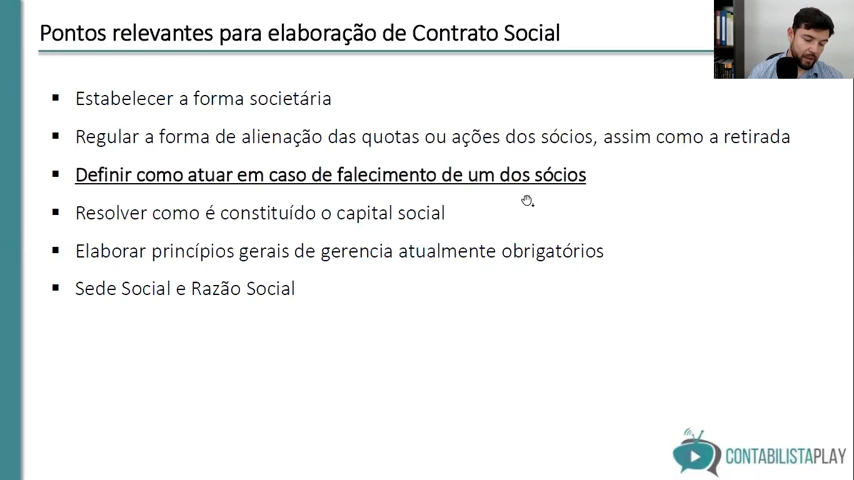 Pontos relevantes para elaboração de Contrato Social
▪ Estabelecer a forma societária
▪ Regular a forma de alienação das quotas ou ações dos sócios, assim como a retirada
▪ Definir como atuar em caso de falecimento de um dos sócios
▪ Resolver como é constituído o capital social
▪ Elaborar princípios gerais de gerencia atualmente obrigatórios
▪ Sede Social e Razão Social
CONTABILISTAPLAY